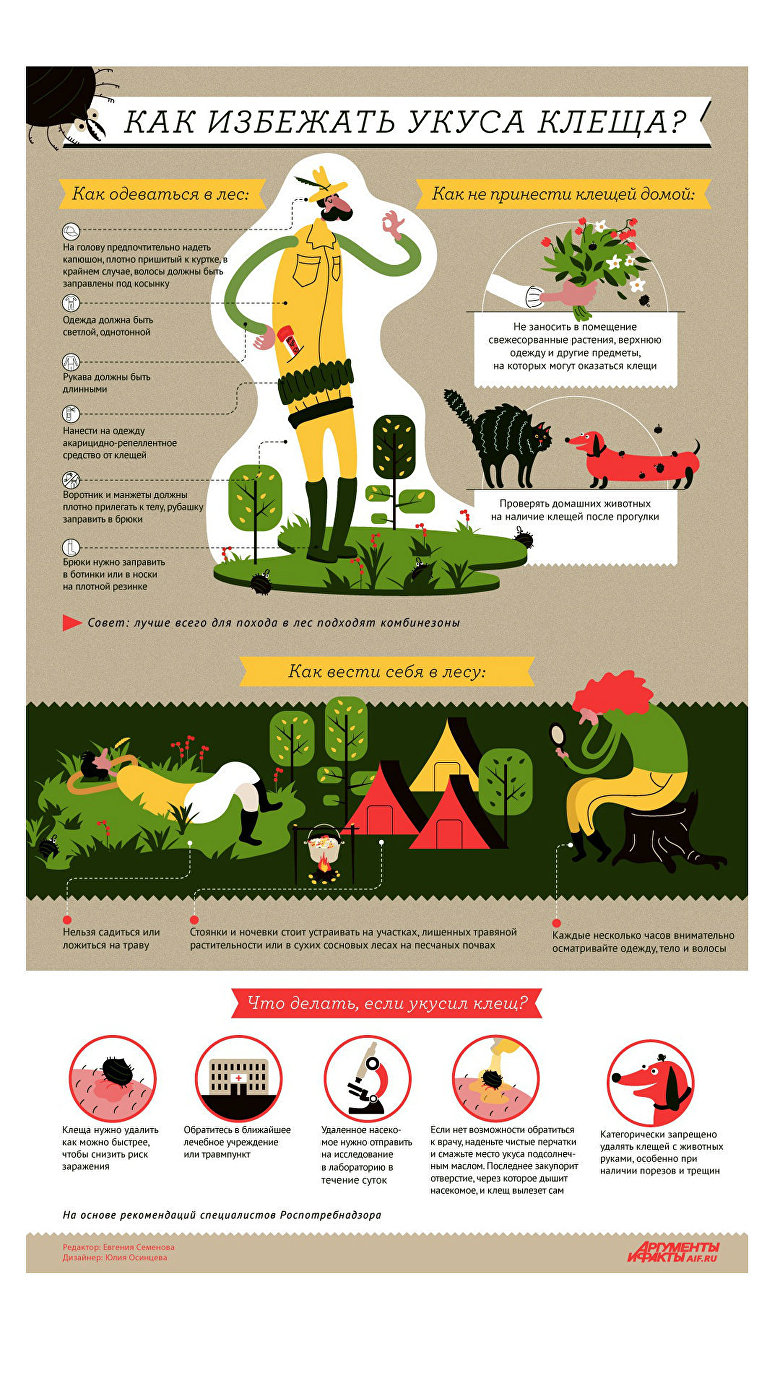 КАК ИЗБЕЖАТЬ УКУСА КЛЕЩА?
Как одеваться в лес:
На голову предпочтительно надеть
капюшон, плотно пришитый к куртке, в
крайнем случае, волосы должны быть
заправлены под косынку
Одежда должна быть
светлой, однотонной
Рукава должны быть
длинными
Нанести на одежду
акарицидно-репеллентное
средство от клещей
Воротник и манжеты должны
плотно прилегать к телу, рубашку
заправить в брюки
Брюки нужно заправить
в ботинки или в носки
на плотной резинке
Совет: лучше всего для похода в лес подходят комбинезоны
Как не принести клещей домой:
Не заносить в помещение
свежесорванные растения, верхнюю
одежду и другие предметы,
на которых могут оказаться клещи
Проверять домашних животных
на наличие клещей после прогулки
Как вести себя в лесу:
Нельзя садиться или
ложиться на траву
Стоянки и ночевки стоит устраивать на участках, лишенных травяной
растительности или в сухих сосновых лесах на песчаных почвах
Каждые несколько часов внимательно
осматривайте одежду, тело и волосы
Что делать, если укусил клещ?
Клеща нужно удалить
как можно быстрее,
чтобы снизить риск
заражения
Обратитесь в ближайшее
лечебное учреждение
или травмпункт
Удаленное насеко-
мое нужно отправить
на исследование
в лабораторию в
течение суток
Если нет возможности обратиться
к врачу, наденьте чистые перчатки
и смажьте место укуса подсолнеч-
ным маслом. Последнее закупорит
отверстие, через которое дышит
насекомое, и клещ вылезет сам
Категорически запрещено
удалять клещей с животных
руками, особенно при
наличии порезов и трещин
На основе рекомендаций специалистов Роспотребнадзора
Редактор: Евгения Семенова
Дизайнер: Юлия Осинцева
АРГУМЕНТЫ
И ФАКТЫ AIF.RU